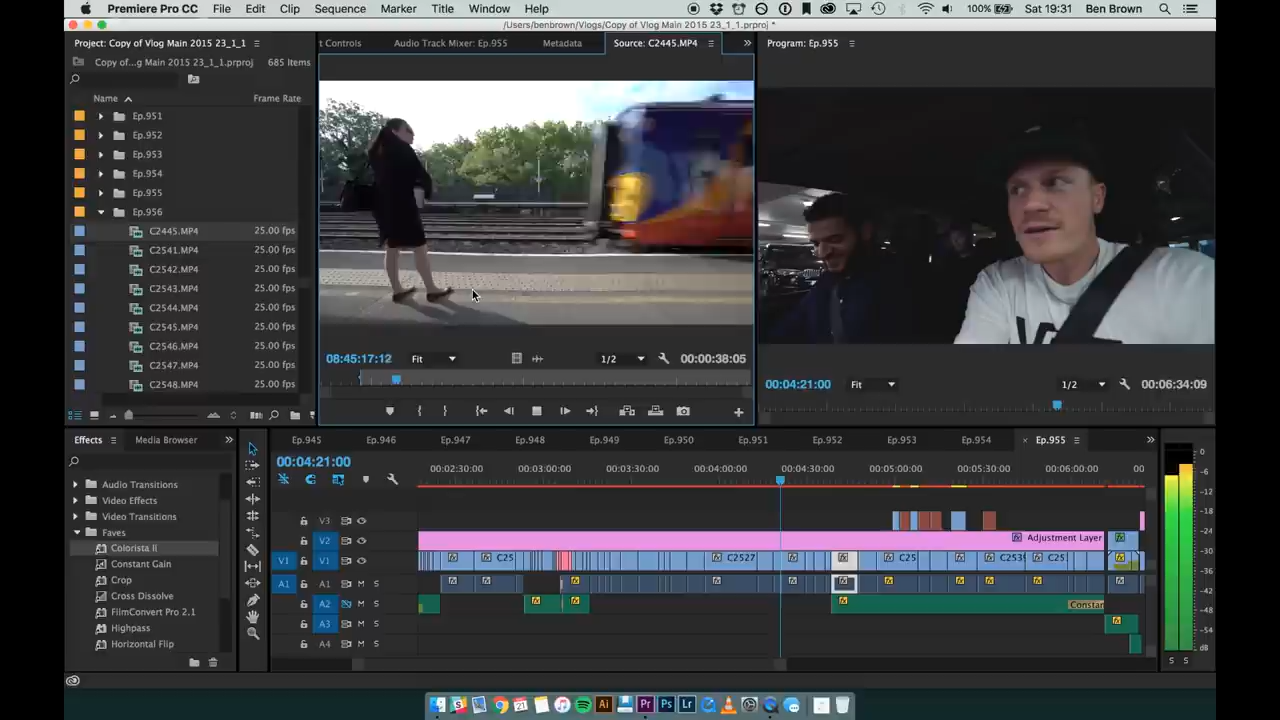 Premiere Pro CC File Edit Clip Sequence Marker Title Window Help 100% Sat 19:31 Ben Brown
/Users/benbrown/Vlogs/Copy of Vlog Main 2015 23_1_1.prproj *
Project: Copy of Vlog Main 2015 23_1_1
t Controls Audio Track Mixer: Ep.955 Metadata Source: C2445.MP4
Program: Ep.955
Copy of...g Main 2015 23_1_1.prproj 685 Items
Name Frame Rate
Ep.951
Ep.952
Ep.953
Ep.954
Ep.955
Ep.956
C2445.MP4 25.00 fps
C2541.MP4 25.00 fps
C2542.MP4 25.00 fps
C2543.MP4 25.00 fps
C2544.MP4 25.00 fps
C2545.MP4 25.00 fps
C2546.MP4 25.00 fps
C2547.MP4 25.00 fps
C2548.MP4 25.00 fps
08:45:17:12 Fit 1/2 00:00:38:05
00:04:21:00 Fit 1/2 00:06:34:09
Effects Media Browser
Audio Transitions
Video Effects
Video Transitions
Faves
Colorista II
Constant Gain
Crop
Cross Dissolve
FilmConvert Pro 2.1
Highpass
Horizontal Flip
Ep.945 Ep.946 Ep.947 Ep.948 Ep.949 Ep.950 Ep.951 Ep.952 Ep.953 Ep.954 Ep.955
00:04:21:00
00:02:30:00 00:03:00:00 00:03:30:00 00:04:00:00 00:04:30:00 00:05:00:00 00:05:30:00 00:06:00:00 00
V3
V2 Adjustment Layer
V1 V1 C25 C2527 C25 C253 C25
A1 A1 M S
A2 M S Constan
A3 M S
A4 M S
0
-6
-12
-18
-24
-30
-36
-42
-48
-54
dB
S S
21 Ai Pr Ps Lr